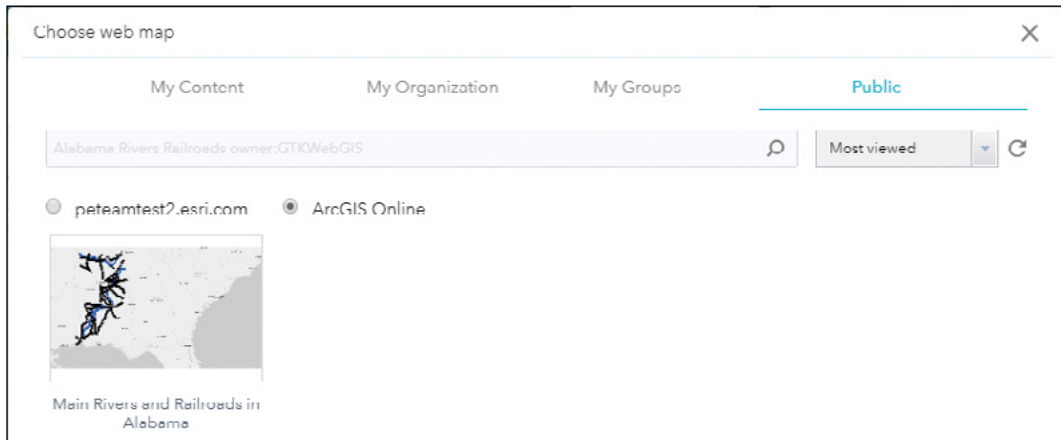 Choose web map
My Content My Organization My Groups Public
Alabama Rivers Railroads owner:GTKWebGIS Most viewed
peteamtest2.esri.com ArcGIS Online
Main Rivers and Railroads in
Alabama